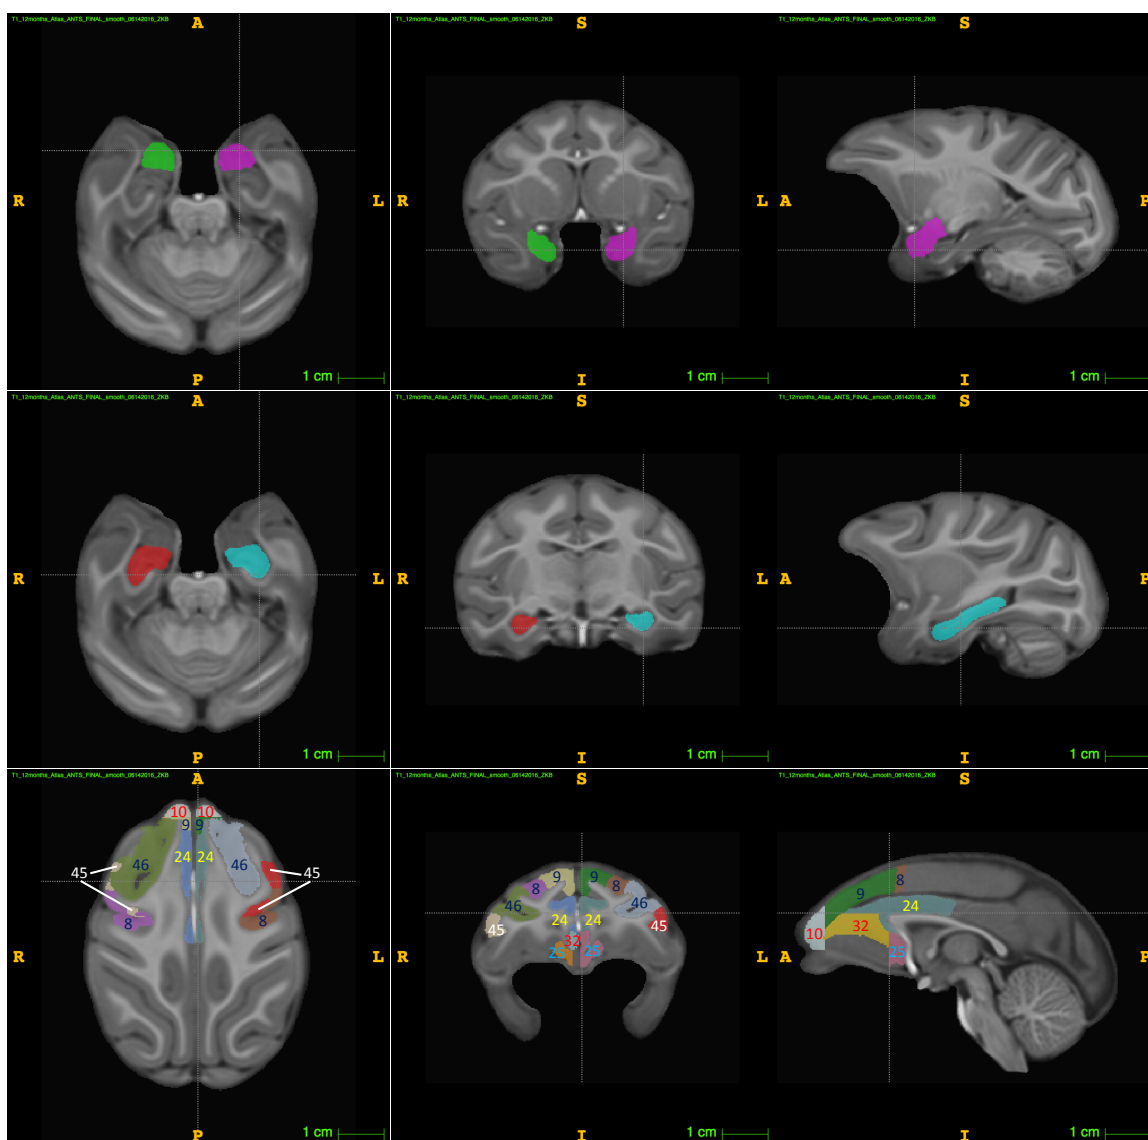 T1_12months_Atlas_ANTS_FINAL_smooth_06142016_ZKB
A
R
L
P
1 cm
T1_12months_Atlas_ANTS_FINAL_smooth_06142016_ZKB
S
R
L
I
1 cm
T1_12months_Atlas_ANTS_FINAL_smooth_06142016_ZKB
S
A
P
I
1 cm
T1_12months_Atlas_ANTS_FINAL_smooth_06142016_ZKB
A
R
L
P
1 cm
T1_12months_Atlas_ANTS_FINAL_smooth_06142016_ZKB
S
R
L
I
1 cm
T1_12months_Atlas_ANTS_FINAL_smooth_06142016_ZKB
S
A
P
I
1 cm
T1_12months_Atlas_ANTS_FINAL_smooth_06142016_ZKB
A
10 10
9 9
24 24
46 46
45 45
8 8
R
L
P
1 cm
T1_12months_Atlas_ANTS_FINAL_smooth_06142016_ZKB
S
9 9
8 8
46 46
24 24
45 45
32
25 25
R
L
I
1 cm
T1_12months_Atlas_ANTS_FINAL_smooth_06142016_ZKB
S
8
9
24
10 32
25
A
P
I
1 cm